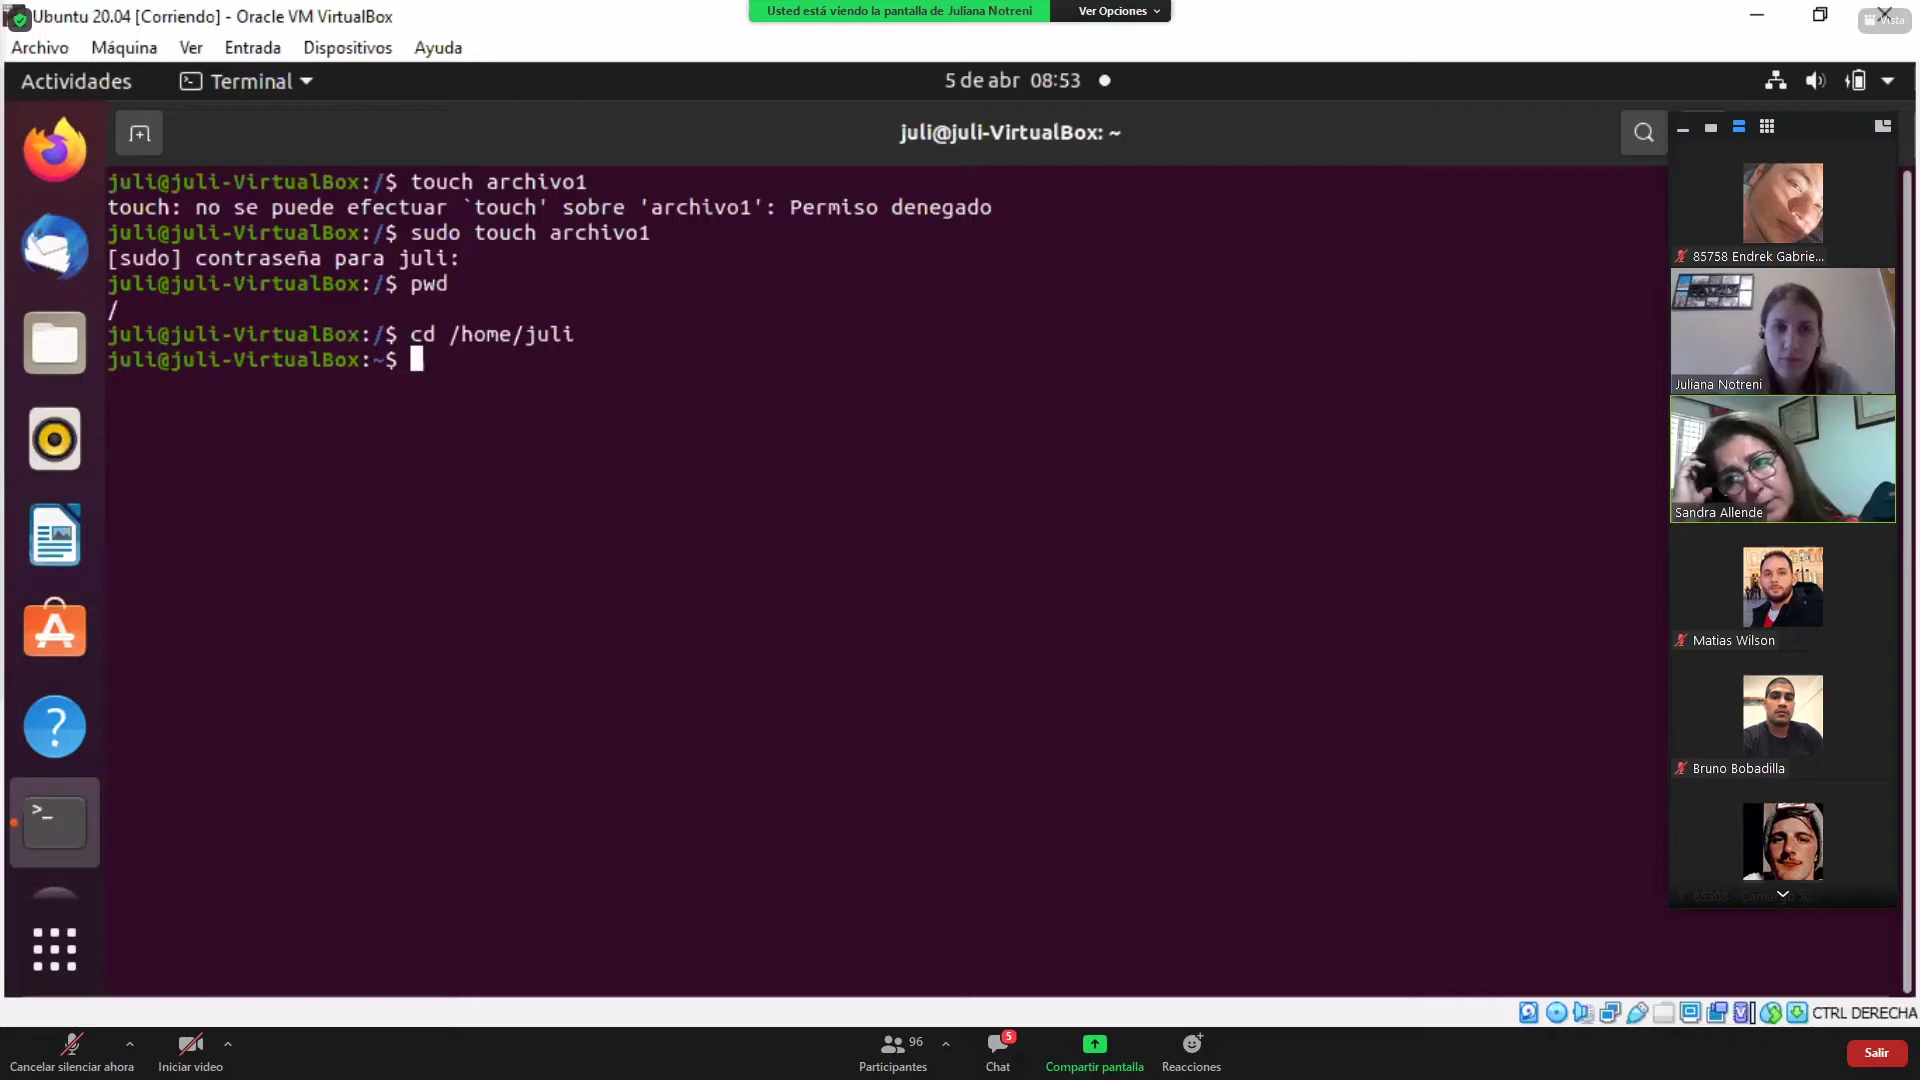 Ubuntu 20.04 [Corriendo] - Oracle VM VirtualBox
Usted está viendo la pantalla de Juliana Notreni
Ver Opciones
Vista
Archivo Máquina Ver Entrada Dispositivos Ayuda
Actividades
Terminal
5 de abr 08:53
juli@juli-VirtualBox: ~
juli@juli-VirtualBox:/$ touch archivo1
touch: no se puede efectuar `touch' sobre 'archivo1': Permiso denegado
juli@juli-VirtualBox:/$ sudo touch archivo1
[sudo] contraseña para juli:
juli@juli-VirtualBox:/$ pwd
/
juli@juli-VirtualBox:/$ cd /home/juli
juli@juli-VirtualBox:~$
85758 Endrek Gabrie...
Juliana Notreni
Sandra Allende
Matias Wilson
Bruno Bobadilla
CTRL DERECHA
Cancelar silenciar ahora
Iniciar video
96
Participantes
5
Chat
Compartir pantalla
Reacciones
Salir